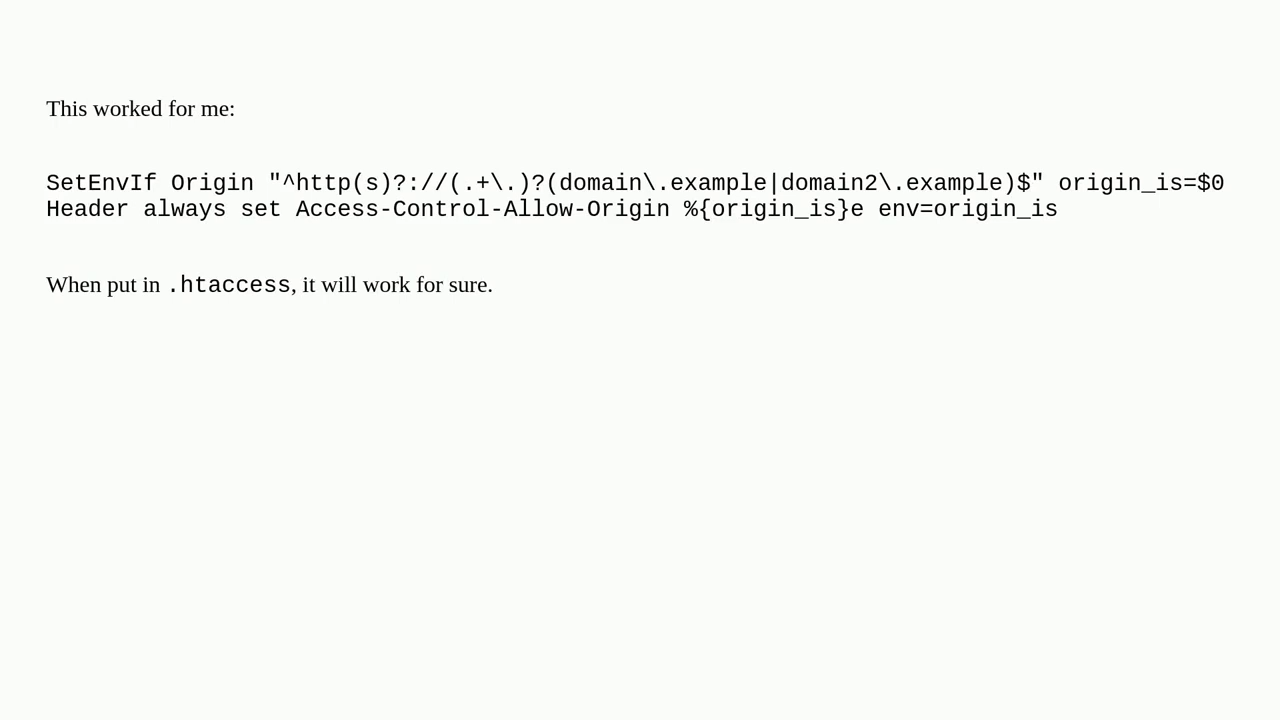 This worked for me:
SetEnvIf Origin "^http(s)?://(.+\.)?(domain\.example|domain2\.example)$" origin_is=$0
Header always set Access-Control-Allow-Origin %{origin_is}e env=origin_is
When put in .htaccess, it will work for sure.